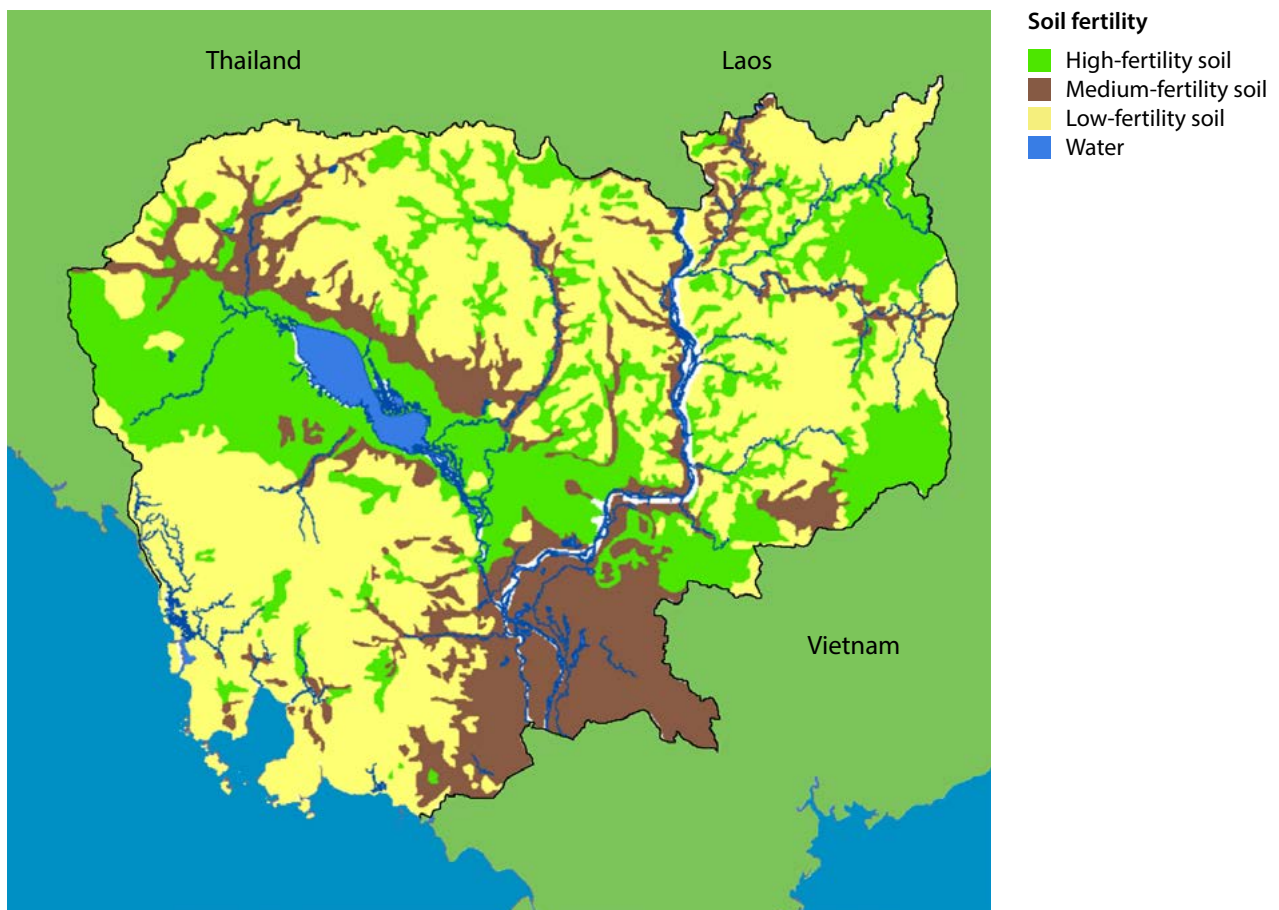 Thailand
Laos
Vietnam
Soil fertility
High-fertility soil
Medium-fertility soil
Low-fertility soil
Water